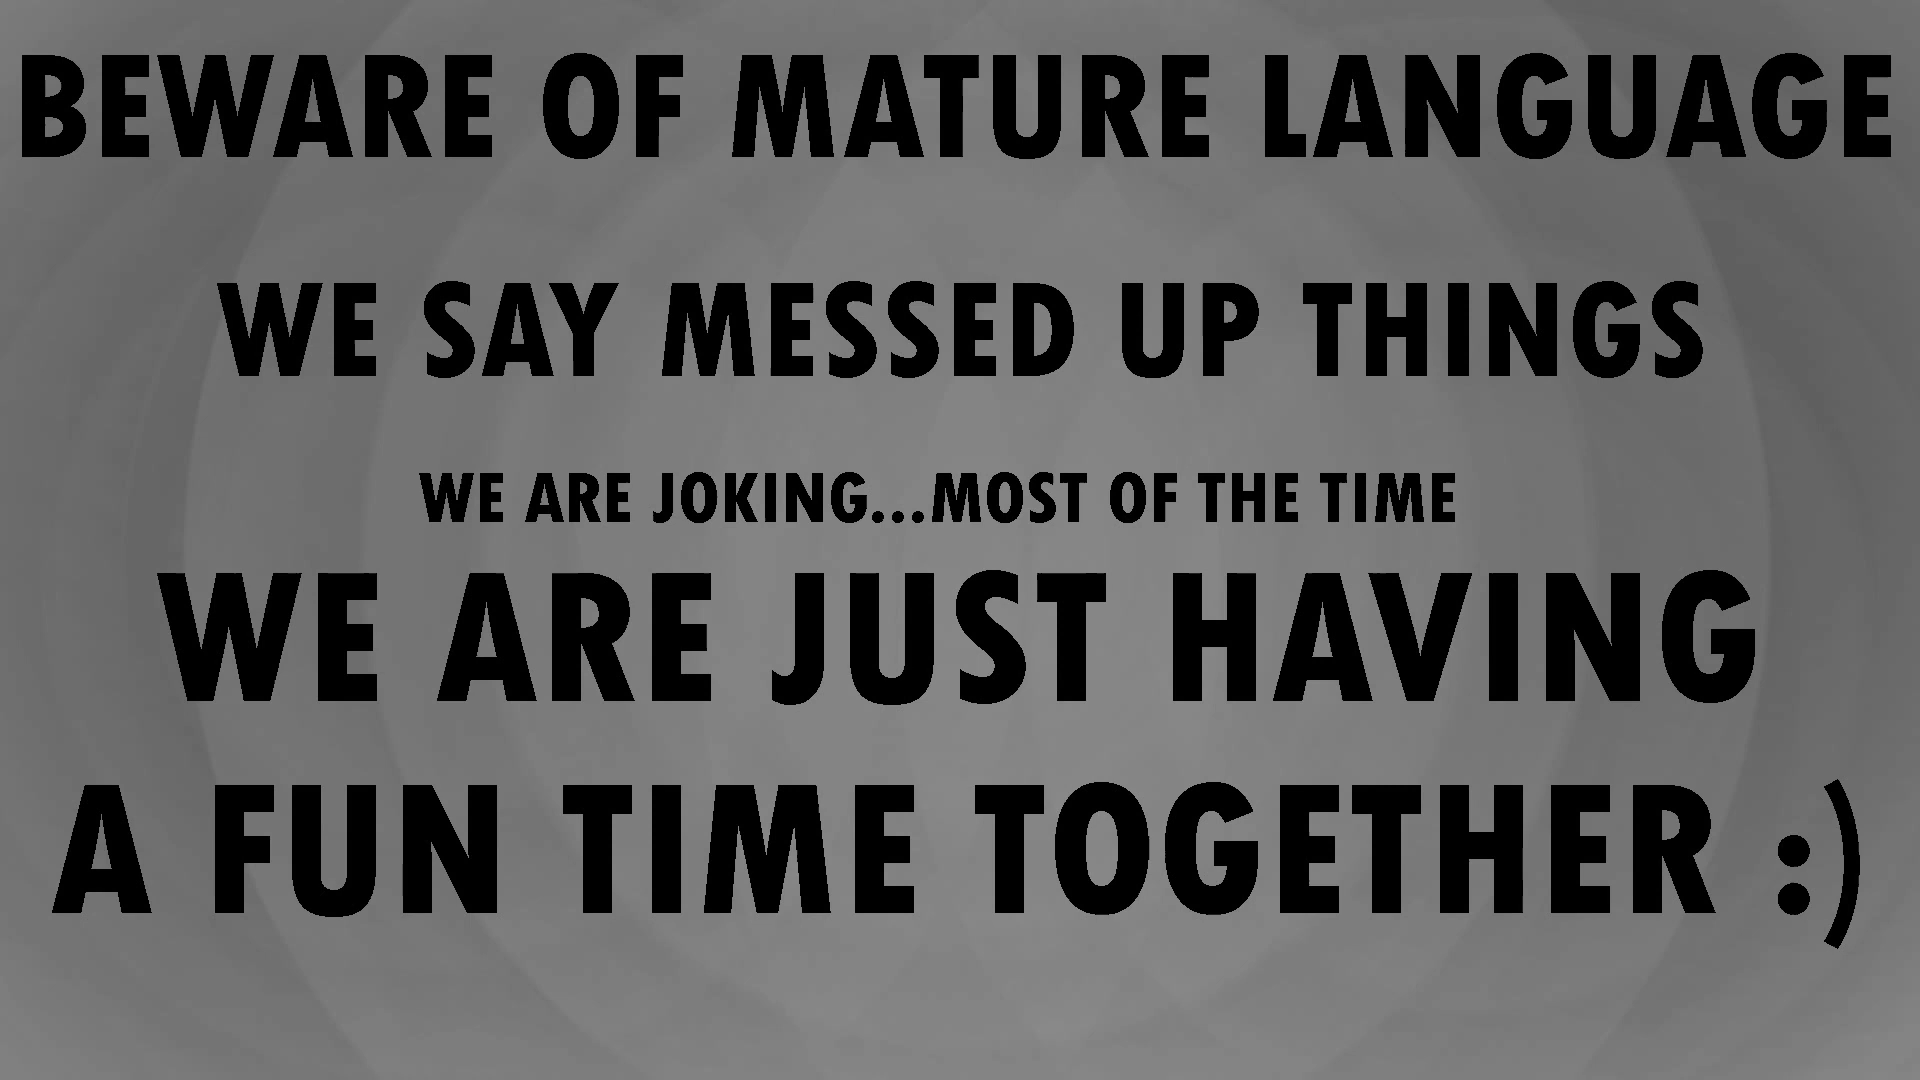 BEWARE OF MATURE LANGUAGE
WE SAY MESSED UP THINGS
WE ARE JOKING...MOST OF THE TIME
WE ARE JUST HAVING
A FUN TIME TOGETHER :)